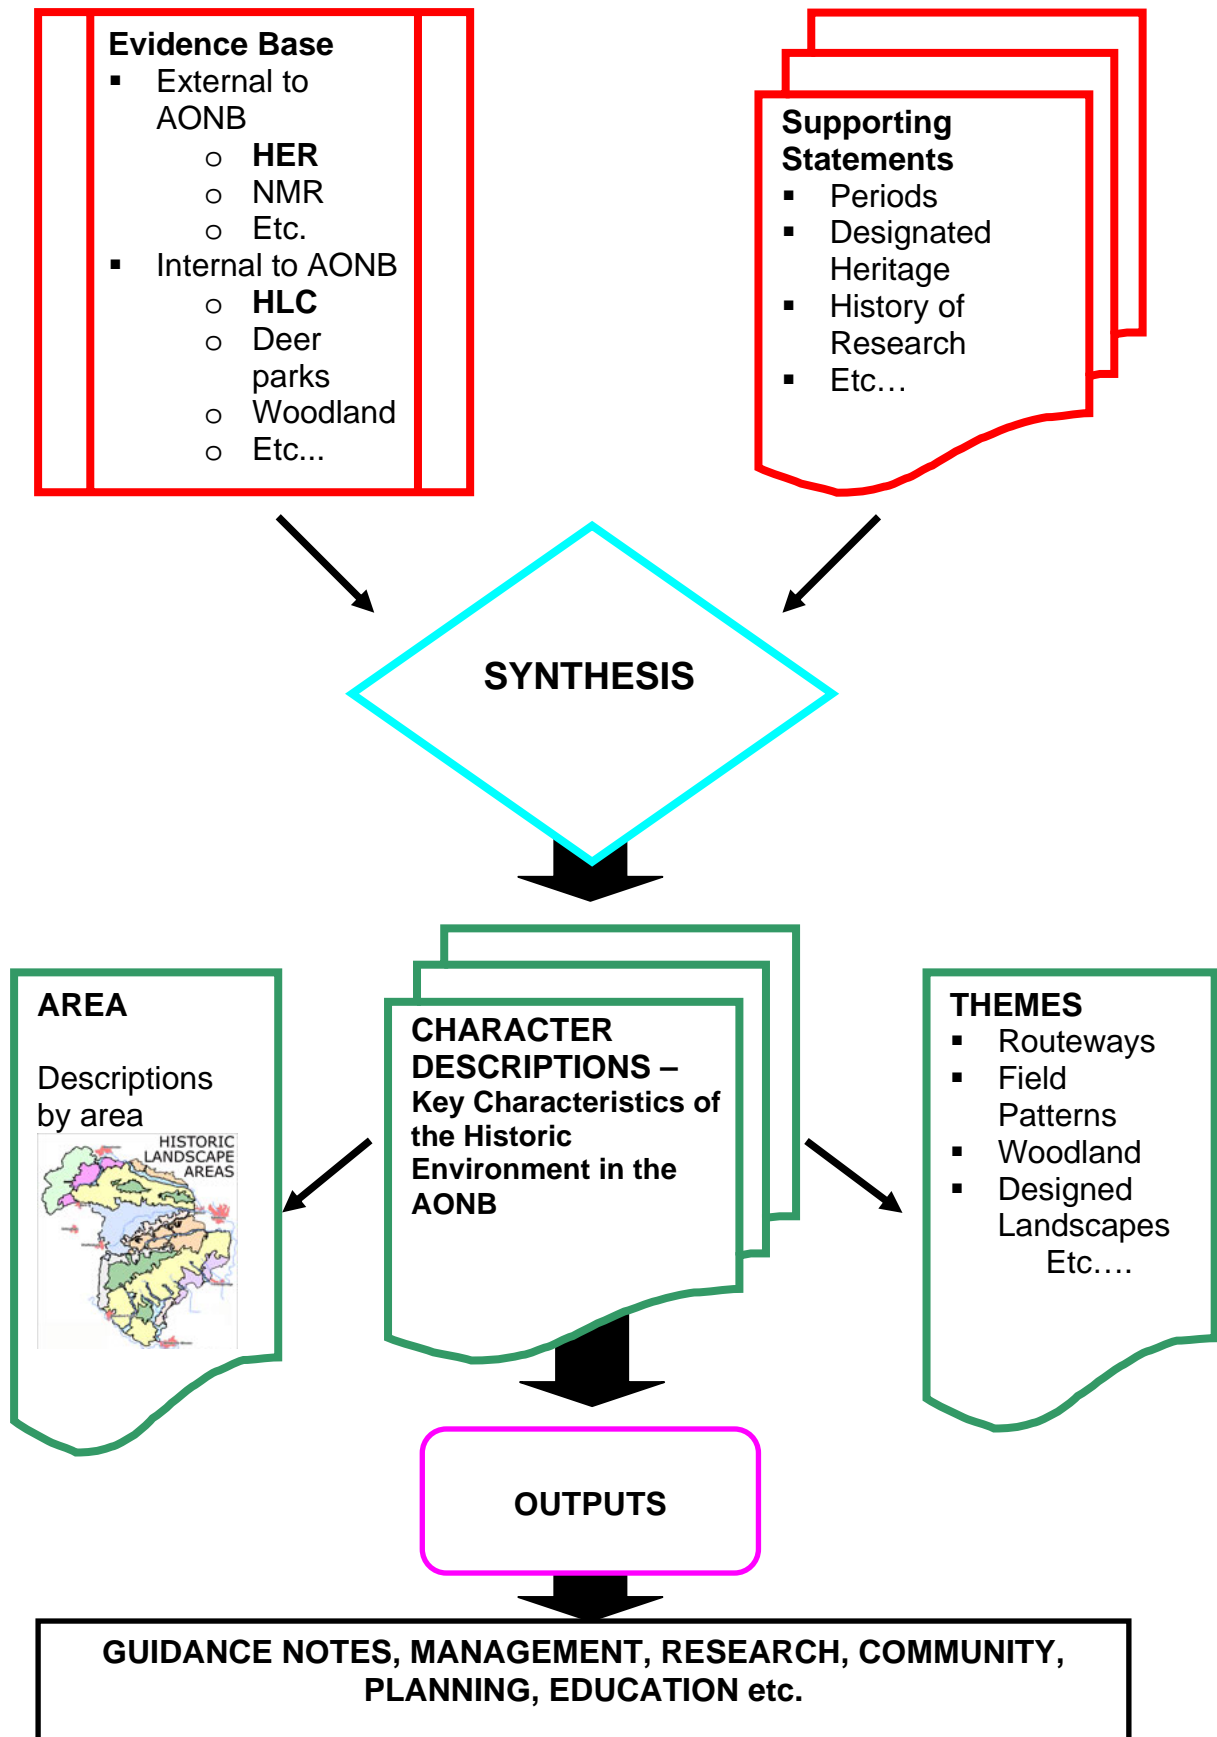 Evidence Base
▪ External to
AONB
o HER
o NMR
o Etc.
▪ Internal to AONB
o HLC
o Deer
parks
o Woodland
o Etc...
Supporting
Statements
▪ Periods
▪ Designated
Heritage
▪ History of
Research
▪ Etc…
SYNTHESIS
AREA
Descriptions
by area
HISTORIC
LANDSCAPE
AREAS
CHARACTER
DESCRIPTIONS –
Key Characteristics of
the Historic
Environment in the
AONB
THEMES
▪ Routeways
▪ Field
Patterns
▪ Woodland
▪ Designed
Landscapes
Etc….
OUTPUTS
GUIDANCE NOTES, MANAGEMENT, RESEARCH, COMMUNITY,
PLANNING, EDUCATION etc.